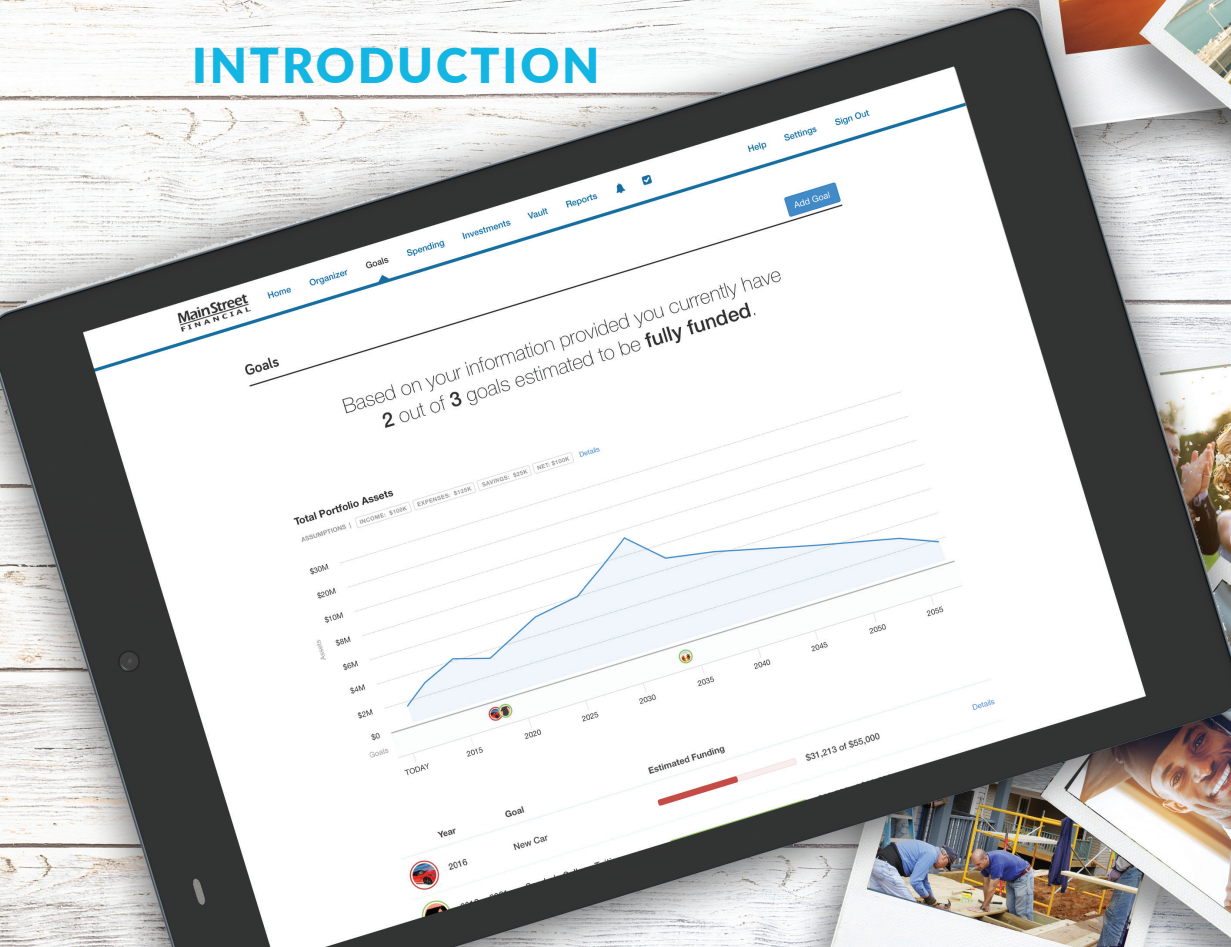 INTRODUCTION
MainStreet
FINANCIAL
Home Organizer Goals Spending Investments Vault Reports Help Settings Sign Out
Goals
Add Goal
Based on your information provided you currently have
2 out of 3 goals estimated to be fully funded.
Total Portfolio Assets
ASSUMPTIONS | INCOME: $100K EXPENSES: $125K SAVINGS: $25K NET: $100K Details
$30M
$20M
$10M
$8M
$6M
$4M
$2M
$0
Assets
Goals
TODAY 2015 2020 2025 2030 2035 2040 2045 2050 2055
Year Goal Estimated Funding Details
2016 New Car $31,213 of $55,000